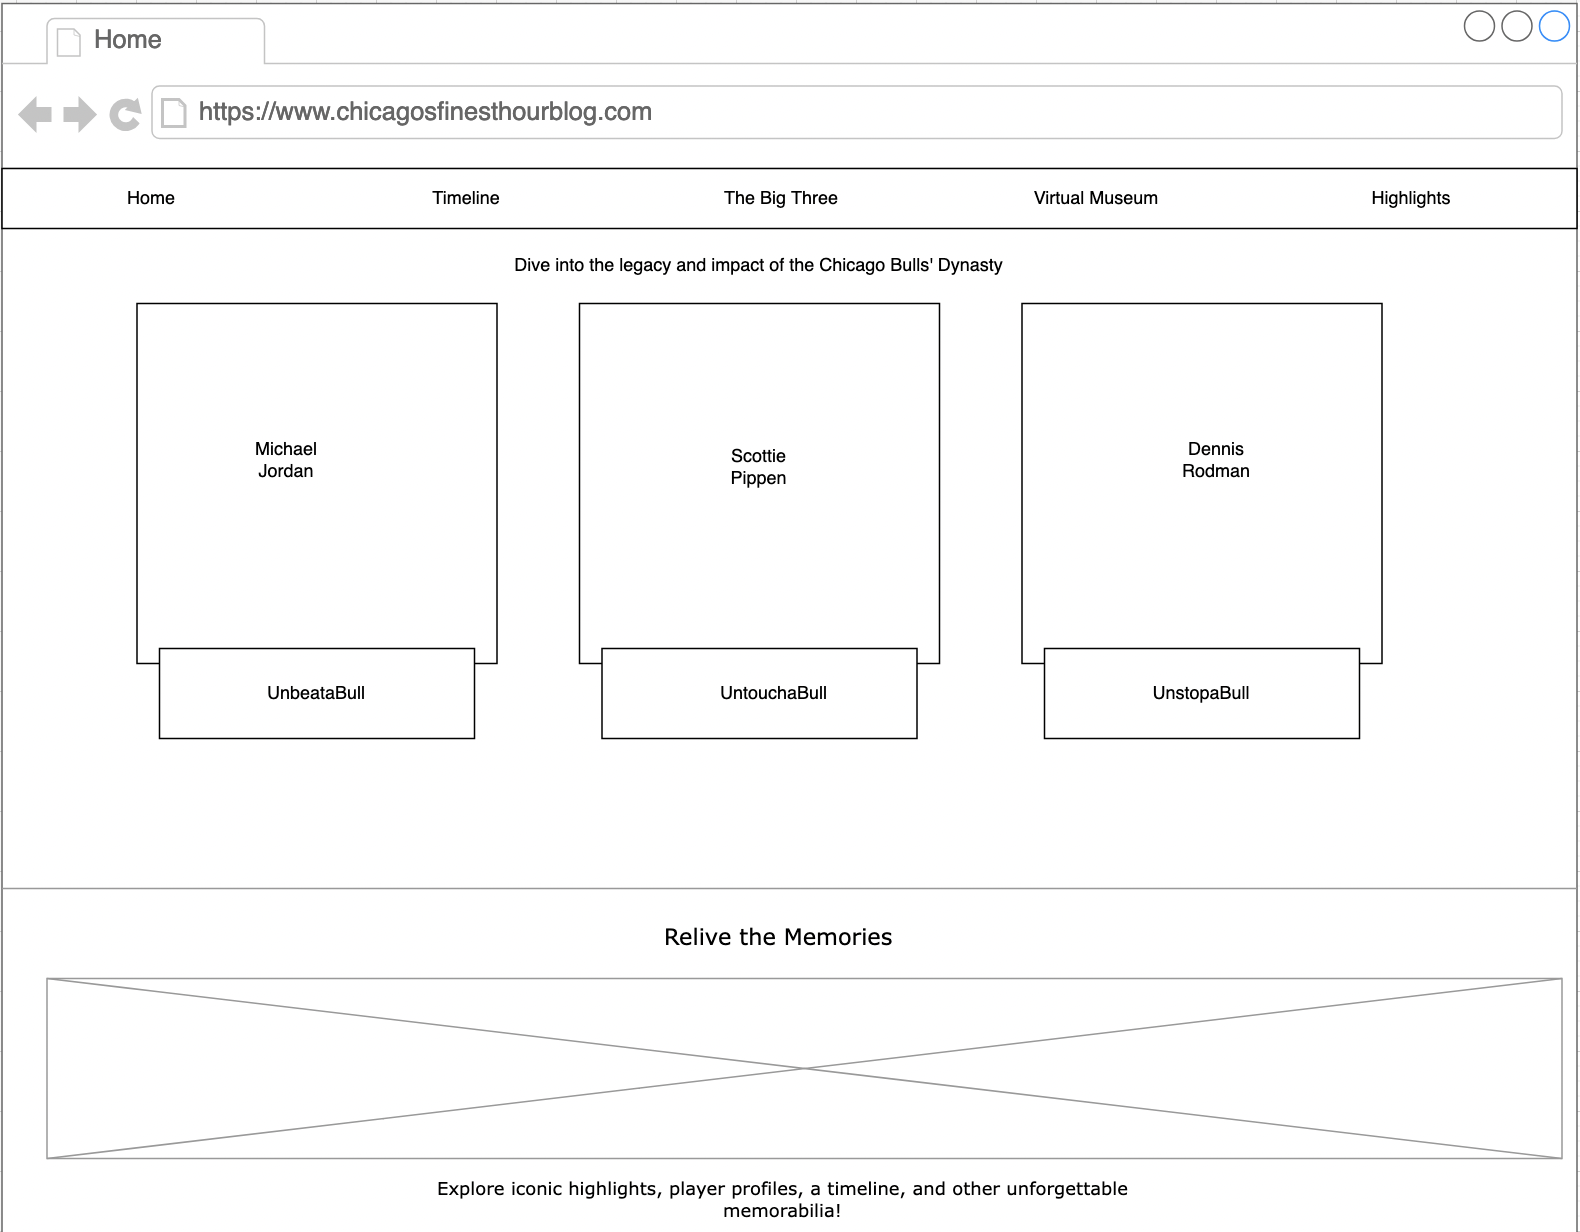 Home
https://www.chicagosfinesthourblog.com
Home Timeline The Big Three Virtual Museum Highlights
Dive into the legacy and impact of the Chicago Bulls' Dynasty
Michael
Jordan
Scottie
Pippen
Dennis
Rodman
UnbeataBull
UntouchaBull
UnstopaBull
Relive the Memories
Explore iconic highlights, player profiles, a timeline, and other unforgettable
memorabilia!